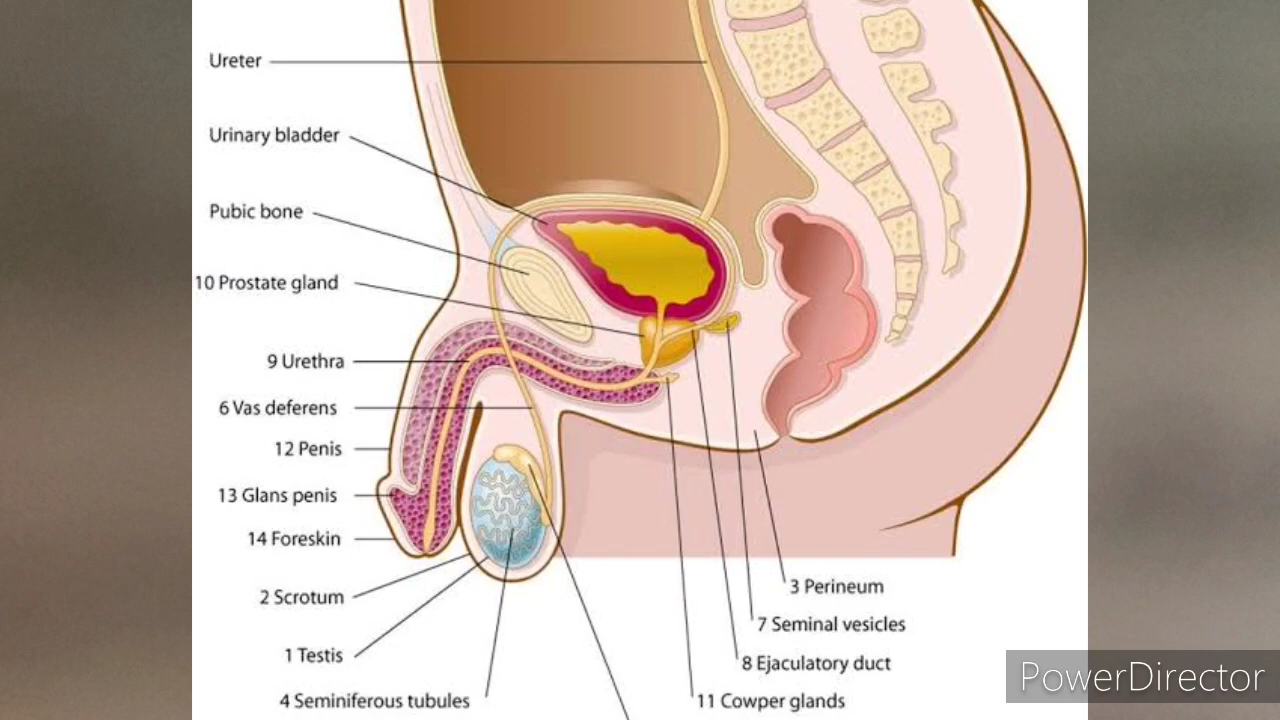 Ureter
Urinary bladder
Pubic bone
10 Prostate gland
9 Urethra
6 Vas deferens
12 Penis
13 Glans penis
14 Foreskin
2 Scrotum
1 Testis
4 Seminiferous tubules
3 Perineum
7 Seminal vesicles
8 Ejaculatory duct
11 Cowper glands
PowerDirector